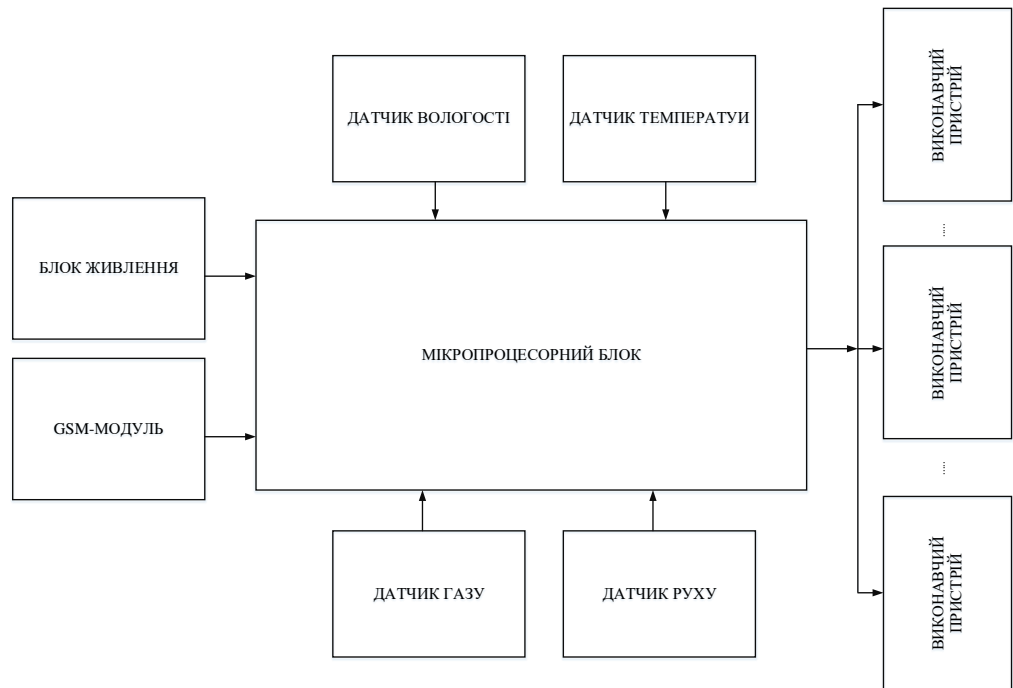 ДАТЧИК ВОЛОГОСТІ
ДАТЧИК ТЕМПЕРАТУИ
БЛОК ЖИВЛЕННЯ
GSM-МОДУЛЬ
МІКРОПРОЦЕСОРНИЙ БЛОК
ДАТЧИК ГАЗУ
ДАТЧИК РУХУ
ВИКОНАВЧИЙ
ПРИСТРІЙ
.....
ВИКОНАВЧИЙ
ПРИСТРІЙ
.....
ВИКОНАВЧИЙ
ПРИСТРІЙ